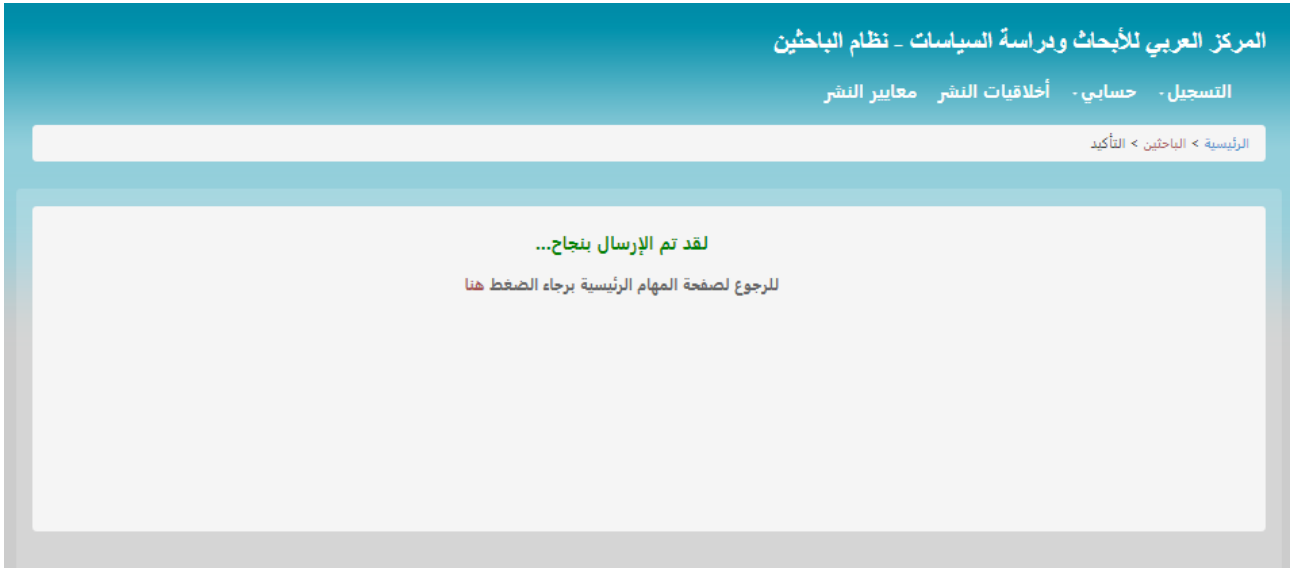 المركز العربي للأبحاث ودراسة السياسات - نظام الباحثين
التسجيل - حسابي - أخلاقيات النشر معايير النشر
الرئيسية > الباحثين > التأكيد
لقد تم الإرسال بنجاح...
للرجوع لصفحة المهام الرئيسية برجاء الضغط هنا